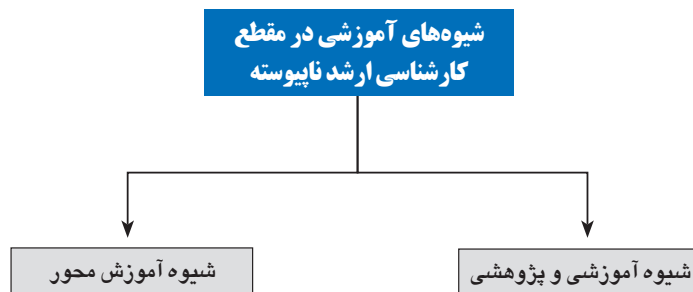 شیوه‌های آموزشی در مقطع
کارشناسی ارشد ناپیوسته
شیوه آموزشی و پژوهشی
شیوه آموزش محور